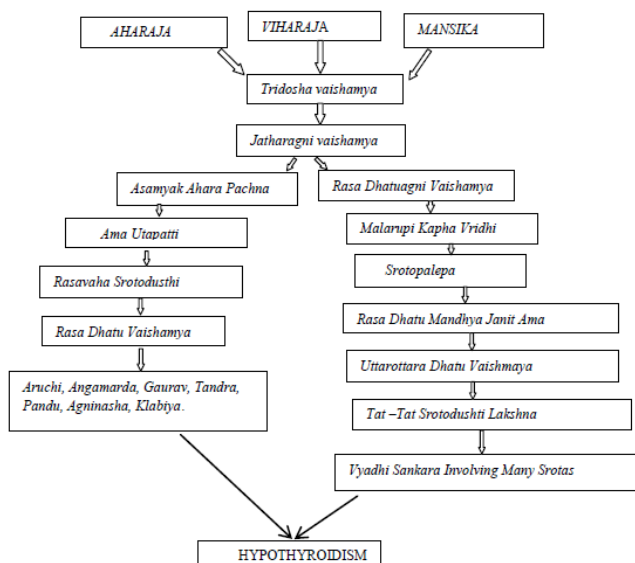 AHARAJA
VIHARAJA
MANSIKA
Tridosha vaishamya
Jatharagni vaishamya
Asamyak Ahara Pachna
Rasa Dhatuagni Vaishamya
Ama Utapatti
Malarupi Kapha Vridhi
Rasavaha Srotodusthi
Srotopalepa
Rasa Dhatu Vaishamya
Rasa Dhatu Mandhya Janit Ama
Aruchi, Angamarda, Gaurav, Tandra,
Pandu, Agninasha, Klabiya.
Uttarottara Dhatu Vaishmaya
Tat –Tat Srotodushti Lakshna
Vyadhi Sankara Involving Many Srotas
HYPOTHYROIDISM